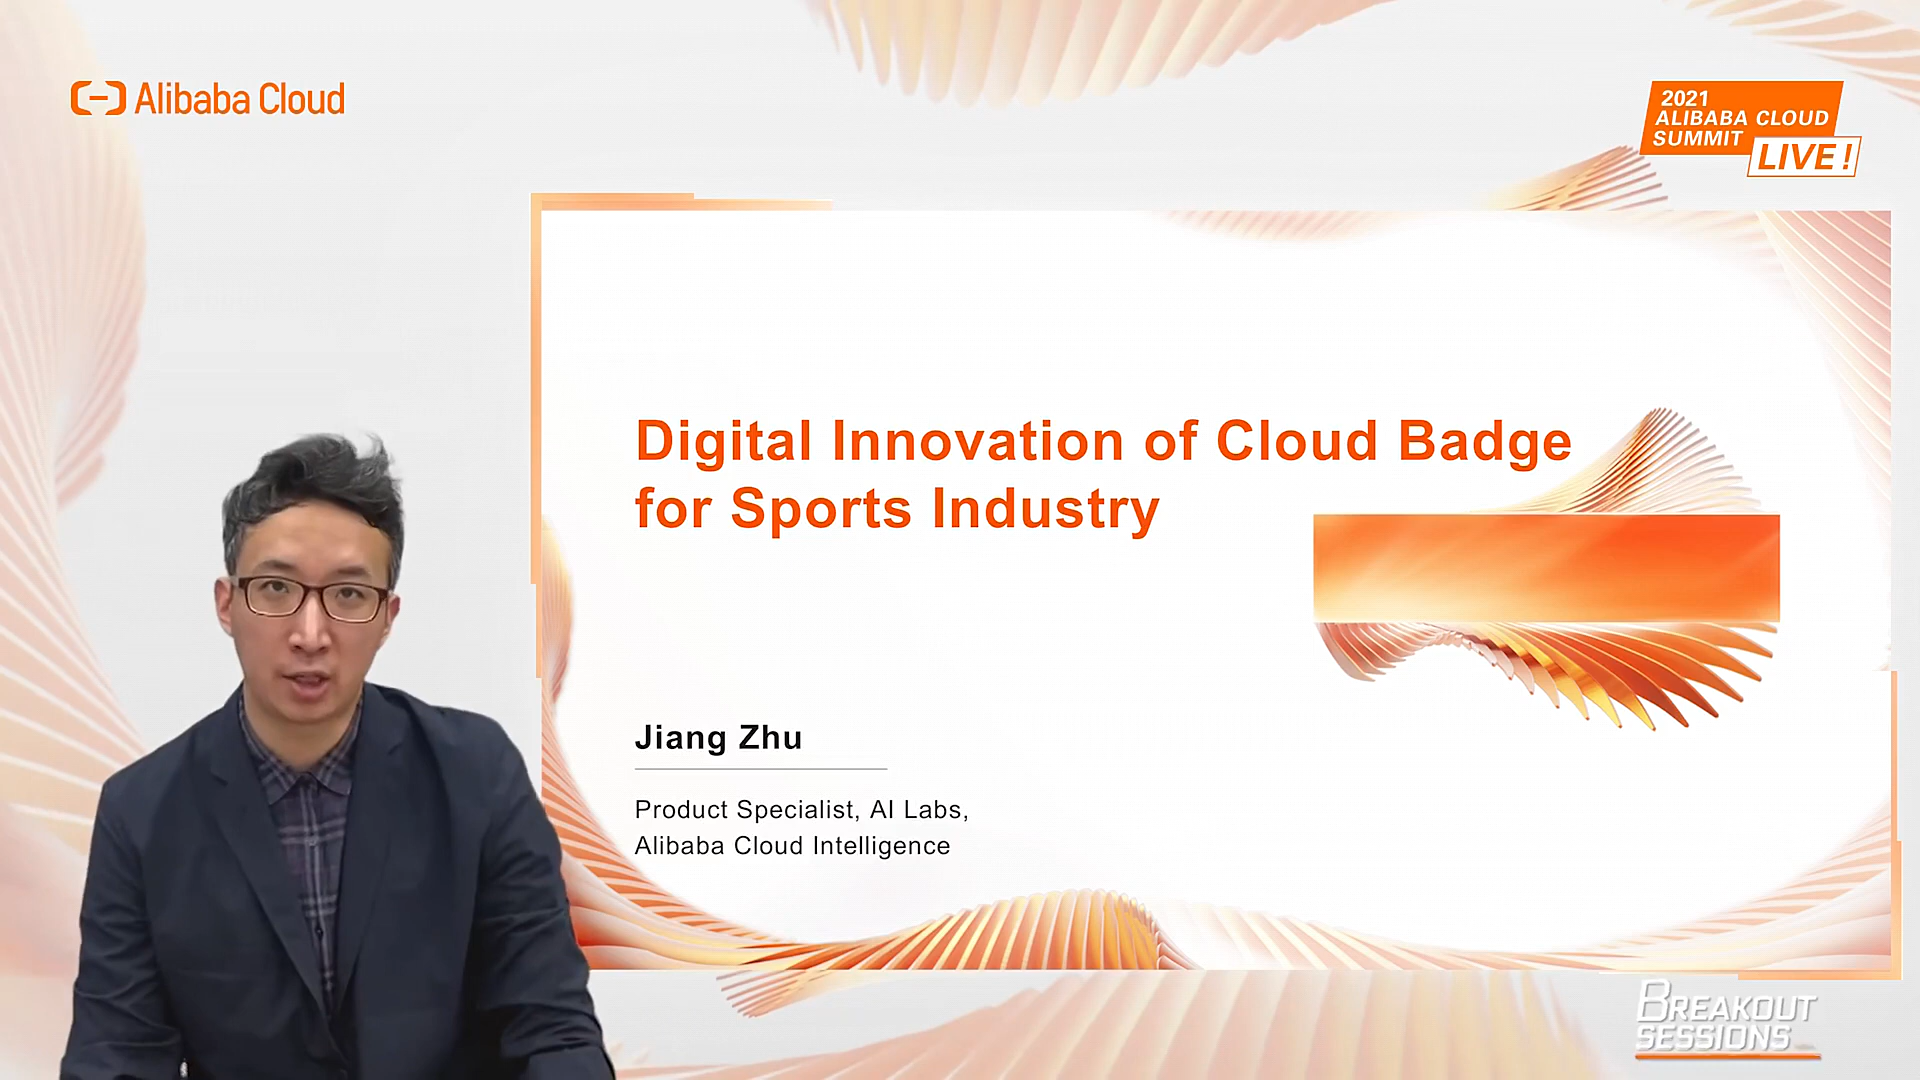 Alibaba Cloud
2021
ALIBABA CLOUD
SUMMIT
LIVE!
Digital Innovation of Cloud Badge
for Sports Industry
Jiang Zhu
Product Specialist, AI Labs,
Alibaba Cloud Intelligence
BREAKOUT
SESSIONS